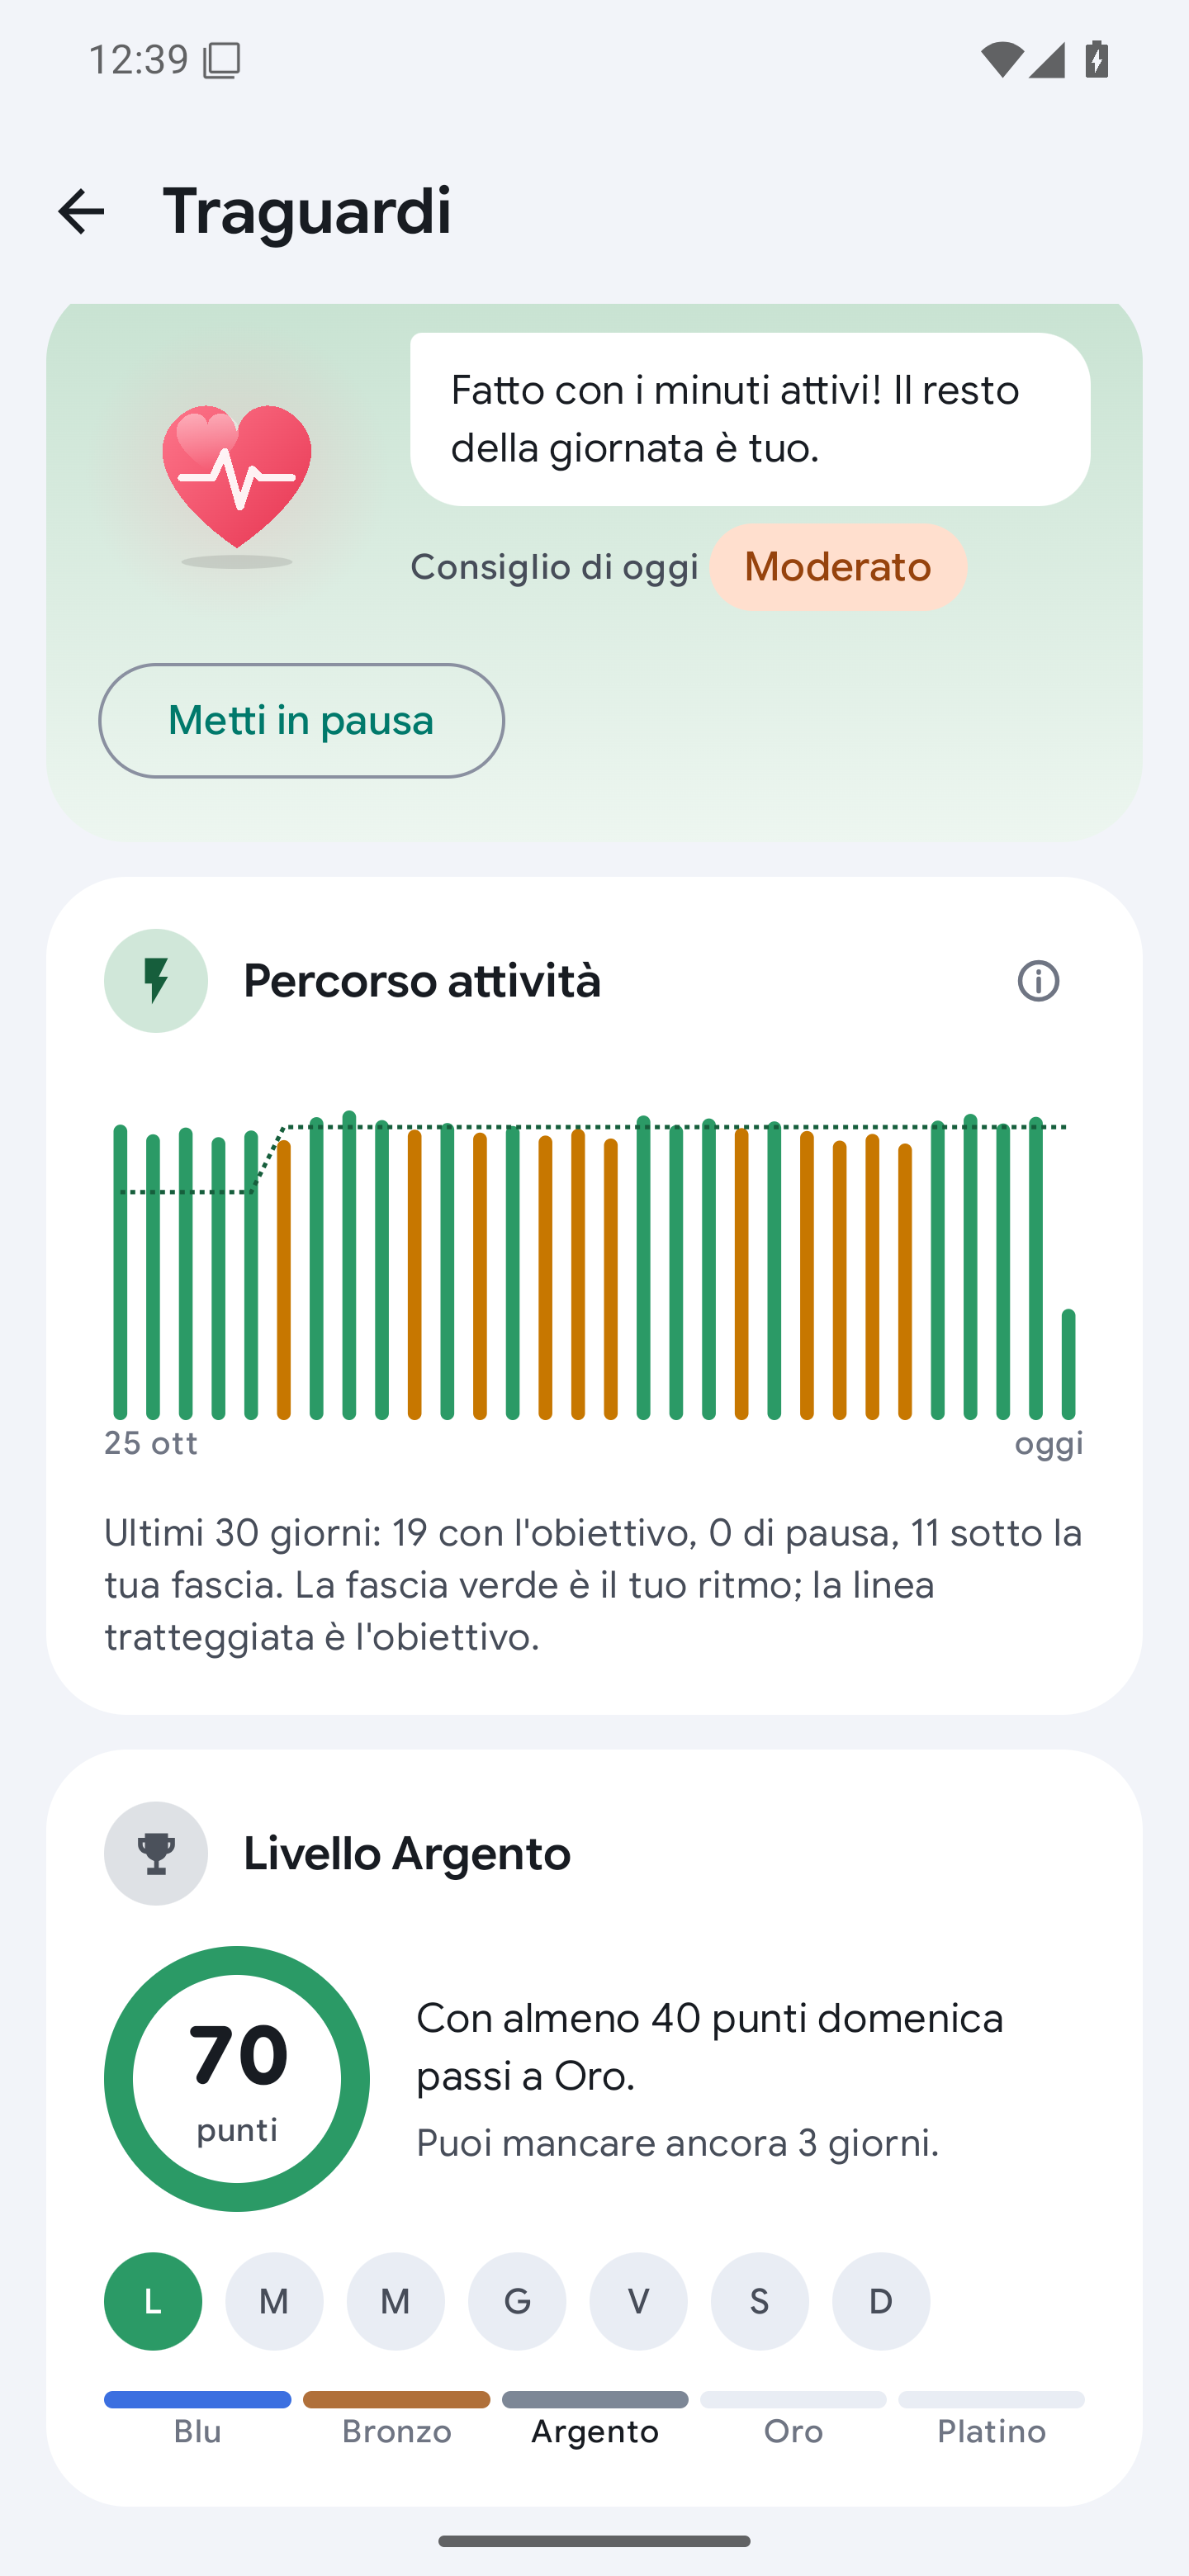 12:39
Traguardi
Fatto con i minuti attivi! Il resto
della giornata è tuo.
Consiglio di oggi Moderato
Metti in pausa
Percorso attività
25 ott oggi
Ultimi 30 giorni: 19 con l'obiettivo, 0 di pausa, 11 sotto la
tua fascia. La fascia verde è il tuo ritmo; la linea
tratteggiata è l'obiettivo.
Livello Argento
70
punti
Con almeno 40 punti domenica
passi a Oro.
Puoi mancare ancora 3 giorni.
L M M G V S D
Blu Bronzo Argento Oro Platino